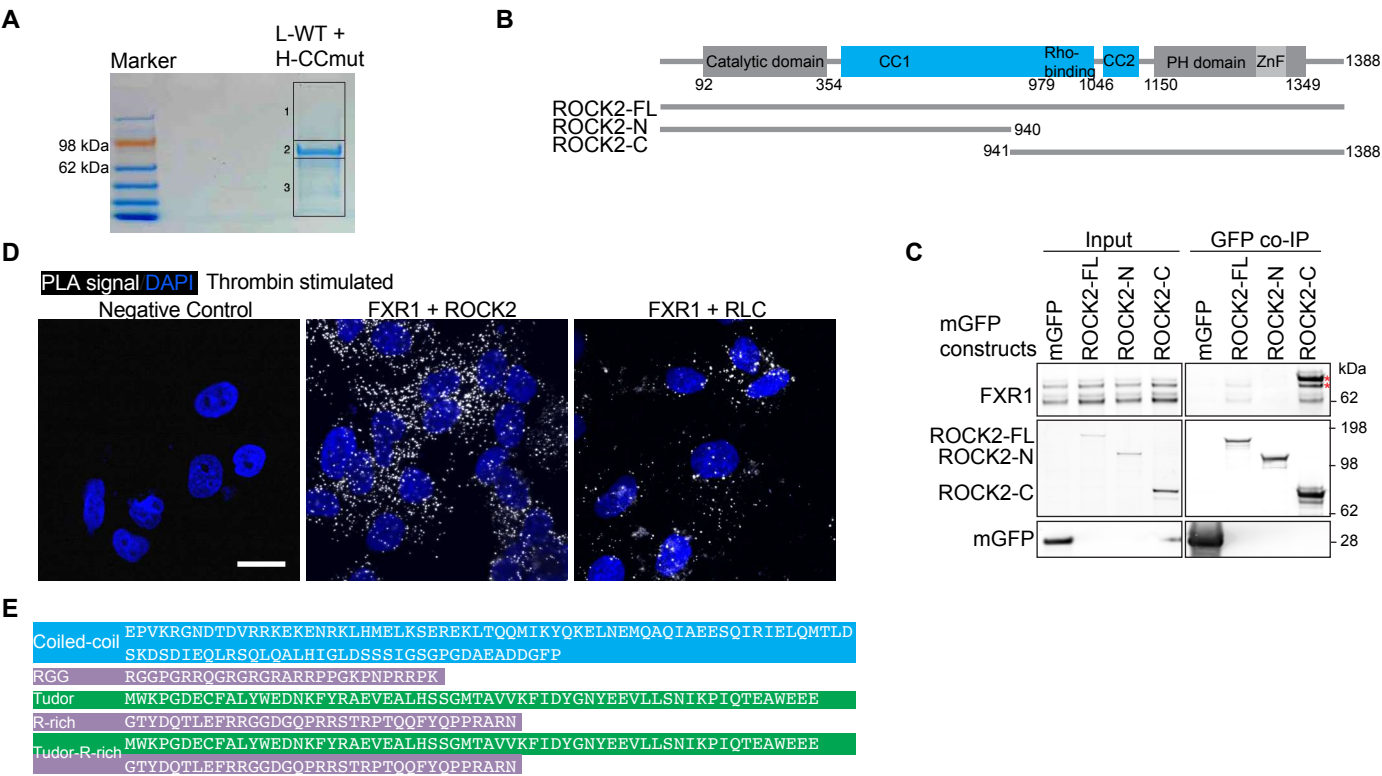 A
Marker
L-WT +
H-CCmut
98 kDa
62 kDa
1
2
3
B
Catalytic domain
CC1
Rho-
binding
CC2
PH domain
ZnF
1388
92
354
979
1046
1150
1349
ROCK2-FL
ROCK2-N
940
ROCK2-C
941
1388
D
PLA signal/DAPI Thrombin stimulated
Negative Control
FXR1 + ROCK2
FXR1 + RLC
C
Input
GFP co-IP
mGFP
constructs
mGFP
ROCK2-FL
ROCK2-N
ROCK2-C
mGFP
ROCK2-FL
ROCK2-N
ROCK2-C
kDa
FXR1
*
*
62
ROCK2-FL
ROCK2-N
ROCK2-C
198
98
62
mGFP
28
E
Coiled-coil
EPVKRGNDTDVRRKEKENRKLHMELKSEREKLTQQMIKYQKELNEMQAQIAEESQIRIELQMTLD
SKDSDIEQLRSQLQALHIGLDSSSIGSGPGDAEADDGFP
RGG RGGPGRRQGRGRGRARRPPGKPNPRRPK
Tudor MWKPGDECFALYWEDNKFYRAEVEALHSSGMTAVVKFIDYGNYEEVLLSNIKPIQTEAWEEE
R-rich GTYDQTLEFRRGGDGQPRRSTRPTQQFYQPPRARN
Tudor-R-rich
MWKPGDECFALYWEDNKFYRAEVEALHSSGMTAVVKFIDYGNYEEVLLSNIKPIQTEAWEEE
GTYDQTLEFRRGGDGQPRRSTRPTQQFYQPPRARN